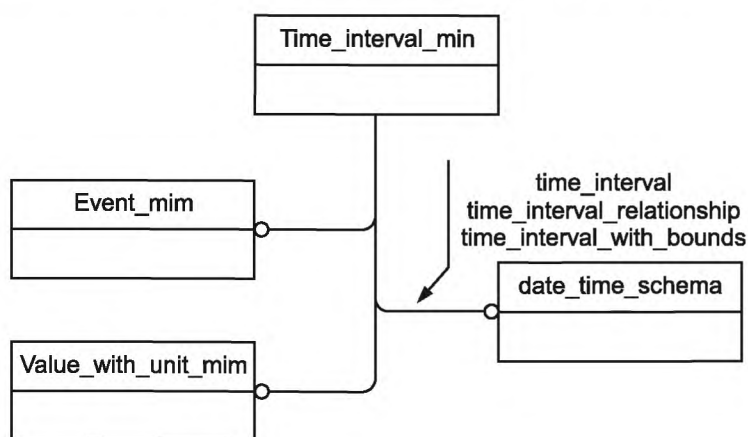 Time_interval_min
Event_mim
time_interval
time_interval_relationship
time_interval_with_bounds
date_time_schema
Value_with_unit_mim